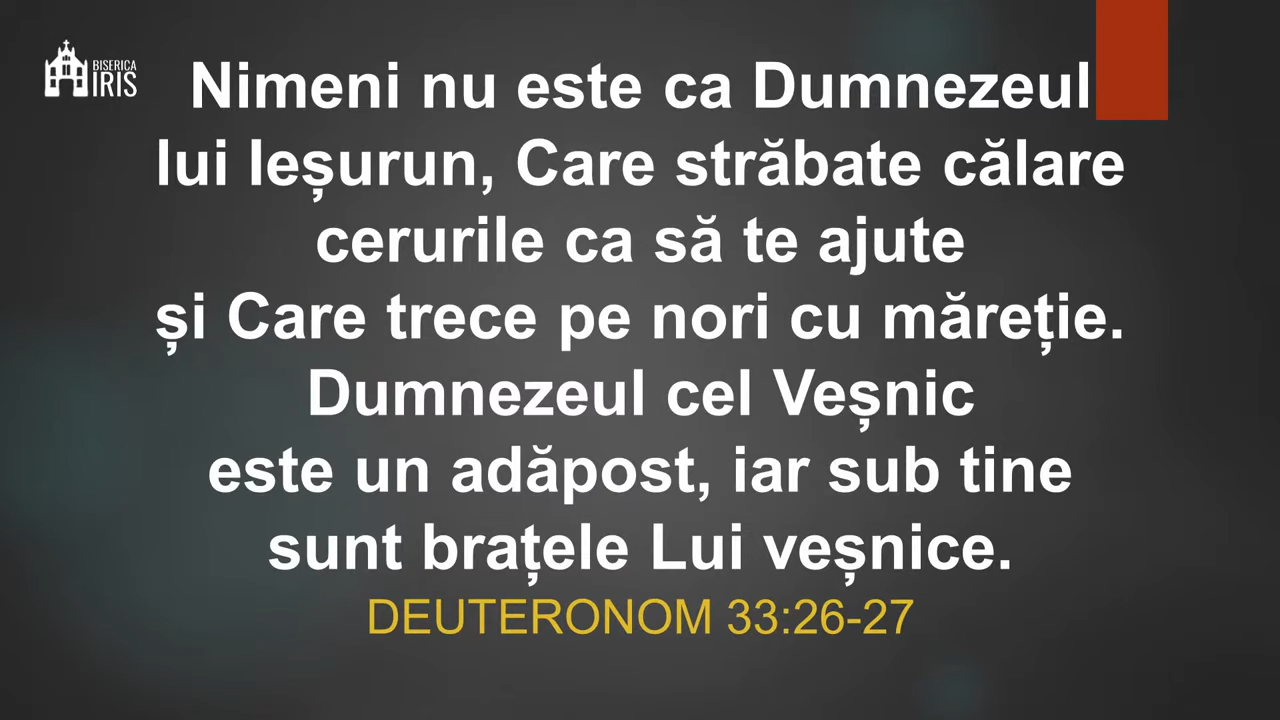 BISERICA
IRIS
Nimeni nu este ca Dumnezeul
lui Ieșurun, Care străbate călare
cerurile ca să te ajute
și Care trece pe nori cu măreție.
Dumnezeul cel Veșnic
este un adăpost, iar sub tine
sunt brațele Lui veșnice.
DEUTERONOM 33:26-27